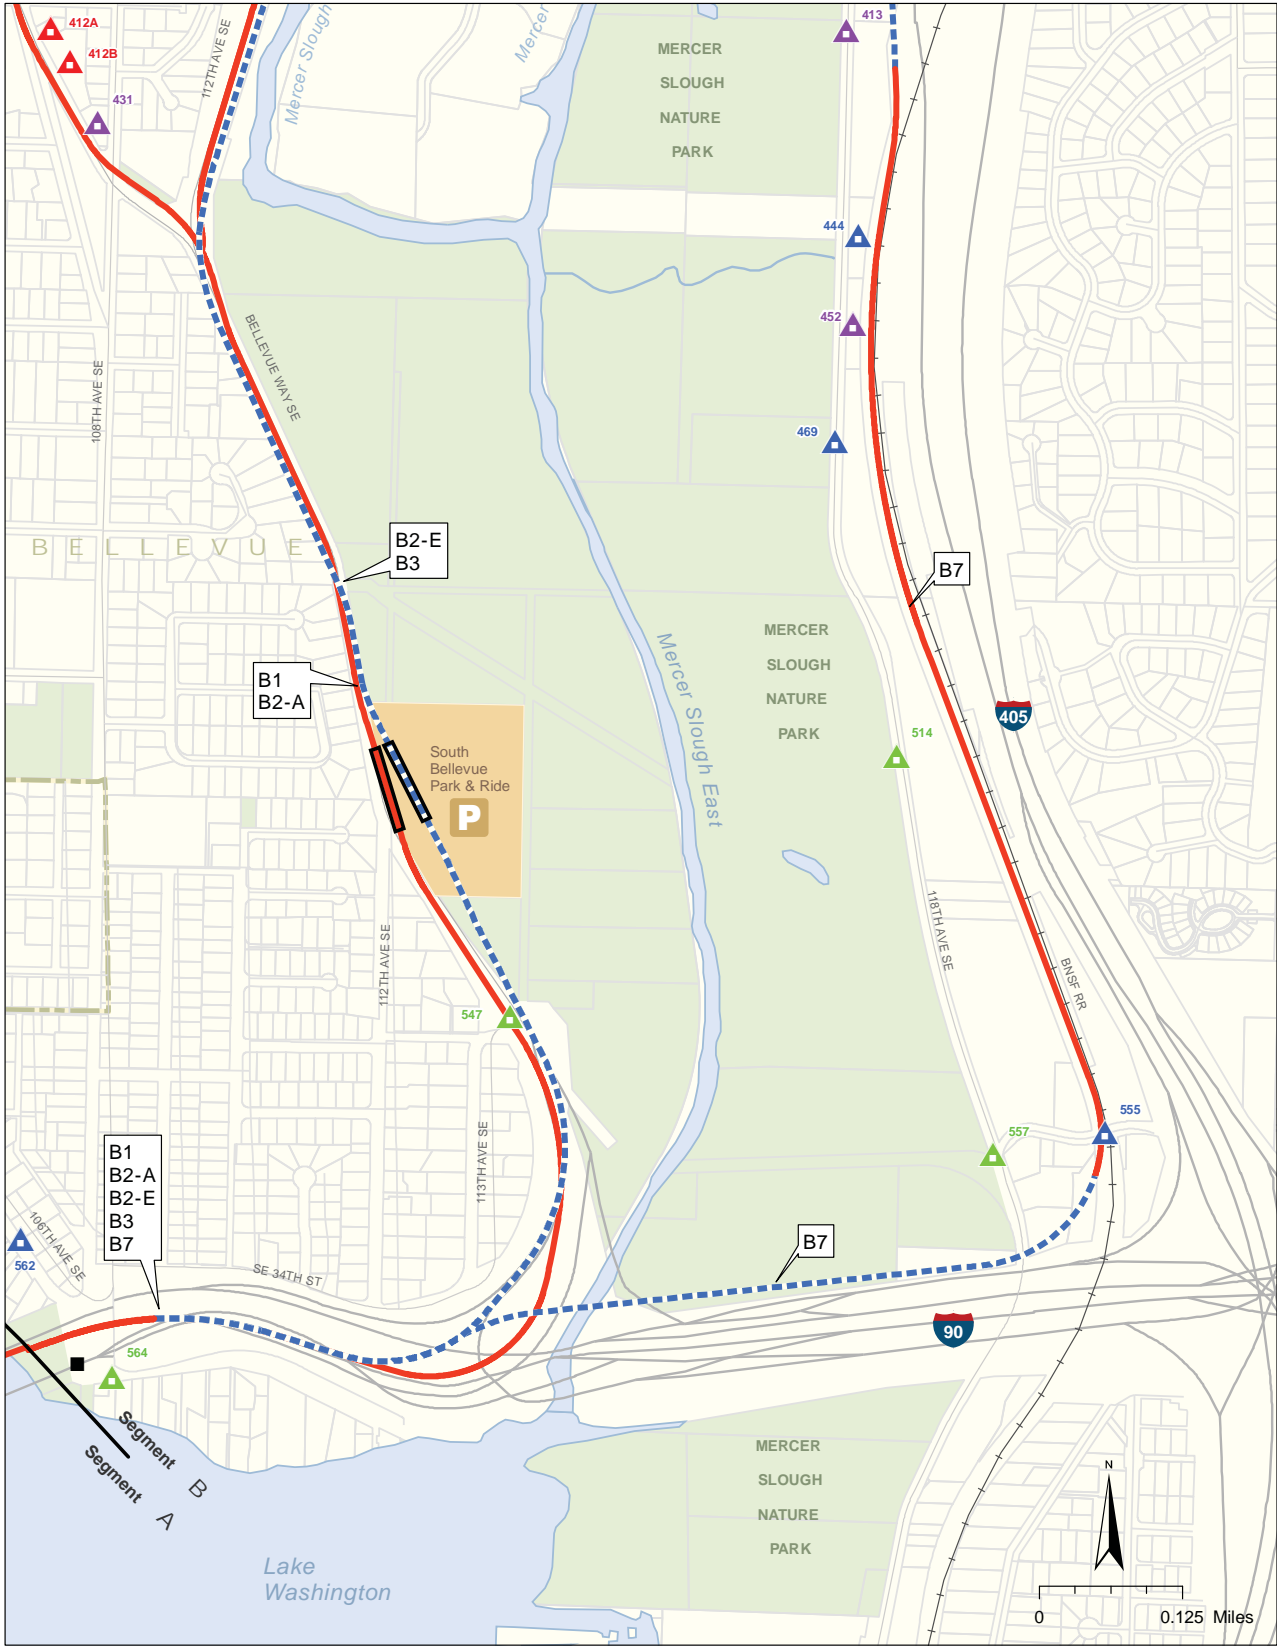 412A
412B
431
112TH AVE SE
Mercer Slough
Mercer
MERCER
SLOUGH
NATURE
PARK
413
444
452
469
BELLEVUE WAY SE
108TH AVE SE
BELLEVUE
B2-E
B3
B7
B1
B2-A
MERCER
SLOUGH
NATURE
PARK
Mercer Slough East
405
514
South
Bellevue
Park & Ride
P
118TH AVE SE
BNSF RR
112TH AVE SE
547
113TH AVE SE
557
555
B1
B2-A
B2-E
B3
B7
106TH AVE SE
562
SE 34TH ST
B7
90
564
Segment B
Segment A
MERCER
SLOUGH
NATURE
PARK
Lake
Washington
N
0 0.125 Miles